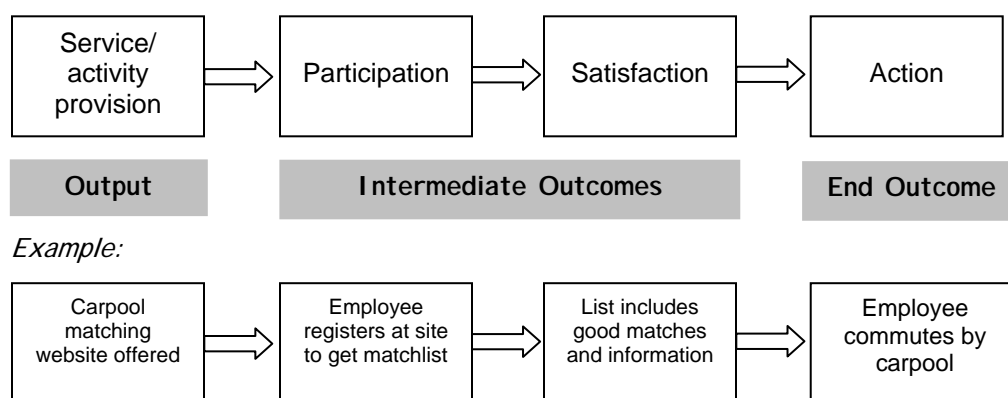 Service/
activity
provision
Participation
Satisfaction
Action
Output
Intermediate Outcomes
End Outcome
Example:
Carpool
matching
website offered
Employee
registers at site
to get matchlist
List includes
good matches
and information
Employee
commutes by
carpool